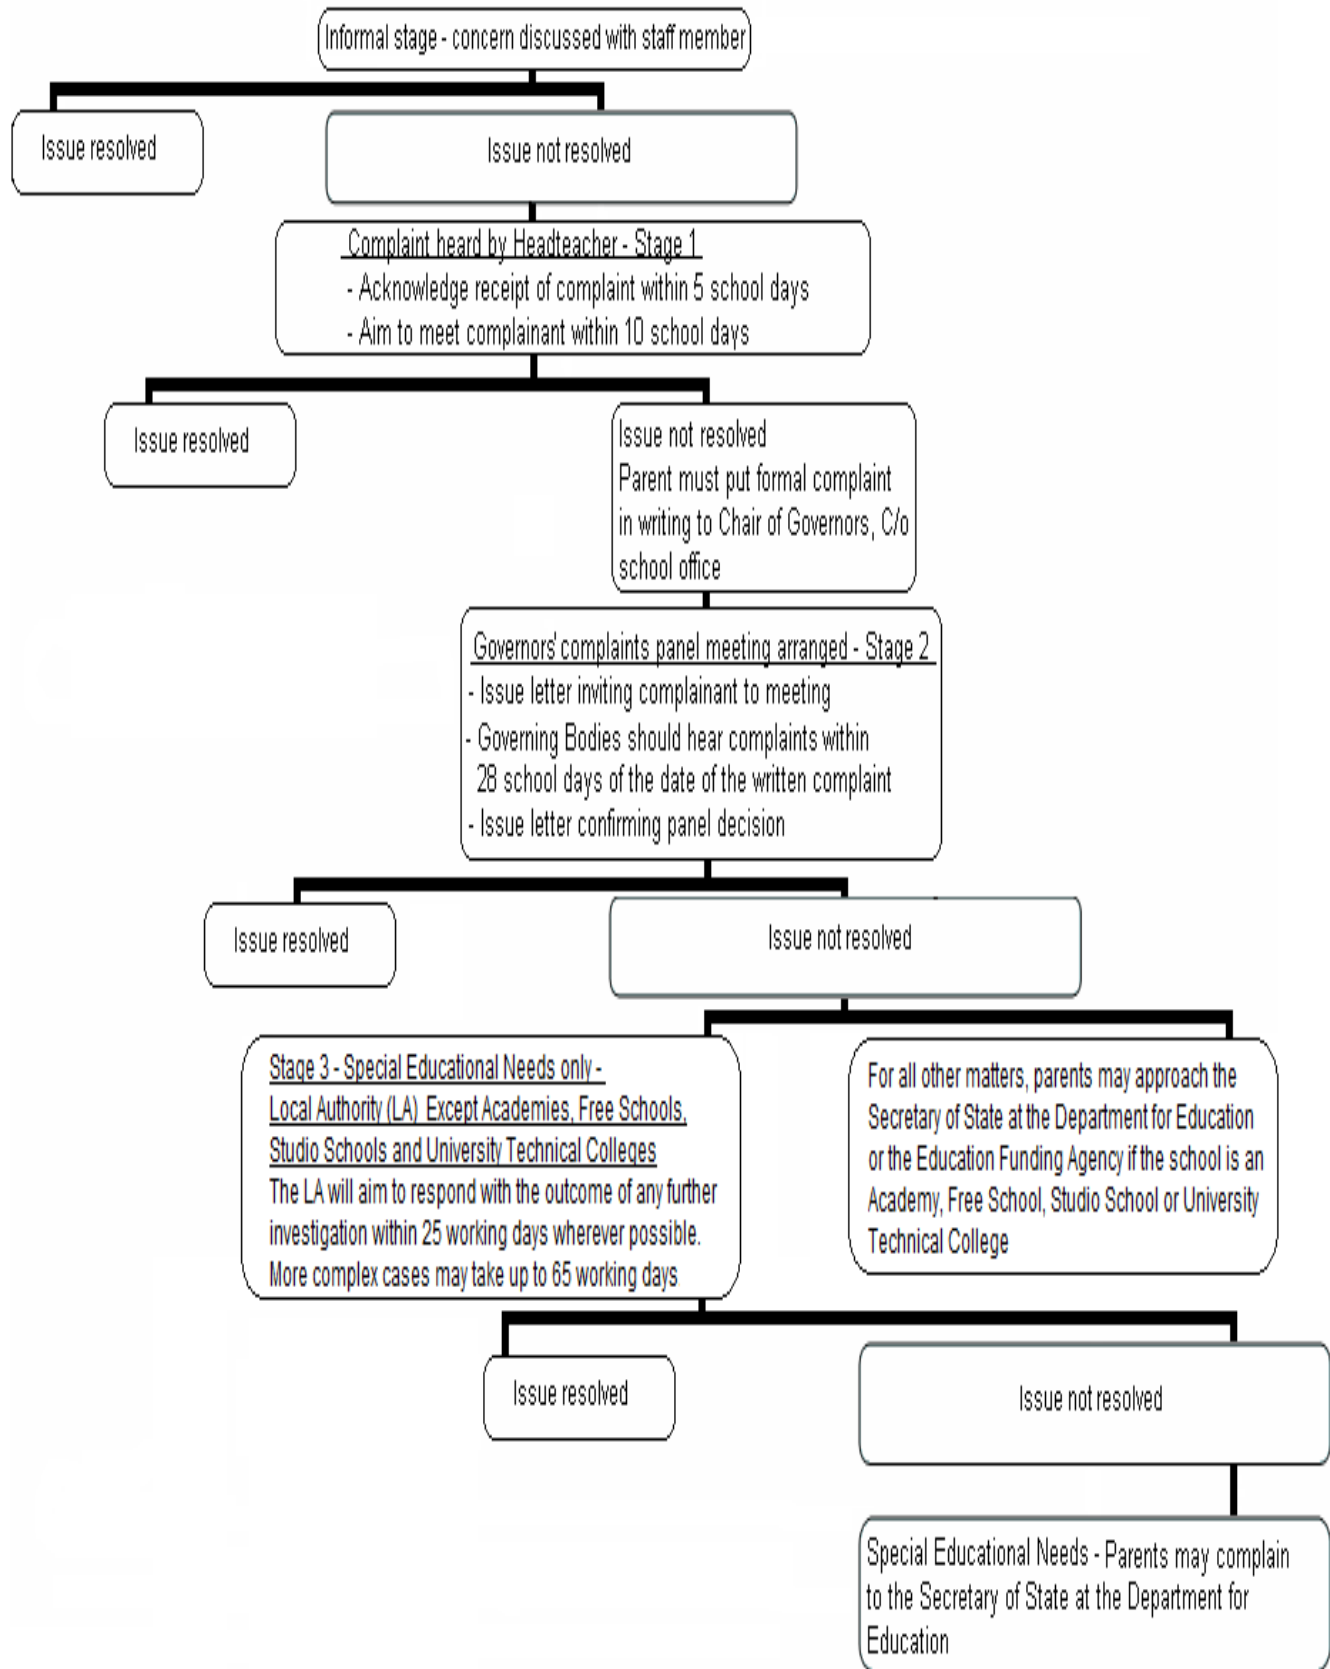 Informal stage - concern discussed with staff member
Issue resolved
Issue not resolved
Complaint heard by Headteacher - Stage 1
- Acknowledge receipt of complaint within 5 school days
- Aim to meet complainant within 10 school days
Issue resolved
Issue not resolved
Parent must put formal complaint
in writing to Chair of Governors, C/o
school office
Governors' complaints panel meeting arranged - Stage 2
- Issue letter inviting complainant to meeting
- Governing Bodies should hear complaints within
28 school days of the date of the written complaint
- Issue letter confirming panel decision
Issue resolved
Issue not resolved
Stage 3 - Special Educational Needs only -
Local Authority (LA) Except Academies, Free Schools,
Studio Schools and University Technical Colleges
The LA will aim to respond with the outcome of any further
investigation within 25 working days wherever possible.
More complex cases may take up to 65 working days
For all other matters, parents may approach the
Secretary of State at the Department for Education
or the Education Funding Agency if the school is an
Academy, Free School, Studio School or University
Technical College
Issue resolved
Issue not resolved
Special Educational Needs - Parents may complain
to the Secretary of State at the Department for
Education